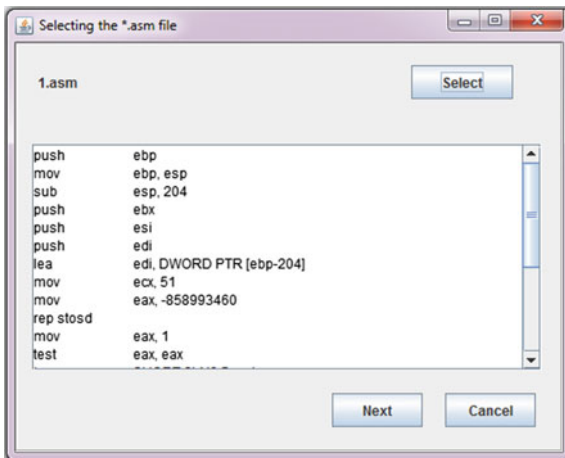 Selecting the *.asm file
1.asm Select
push ebp
mov ebp, esp
sub esp, 204
push ebx
push esi
push edi
lea edi, DWORD PTR [ebp-204]
mov ecx, 51
mov eax, -858993460
rep stosd
mov eax, 1
test eax, eax
Next Cancel